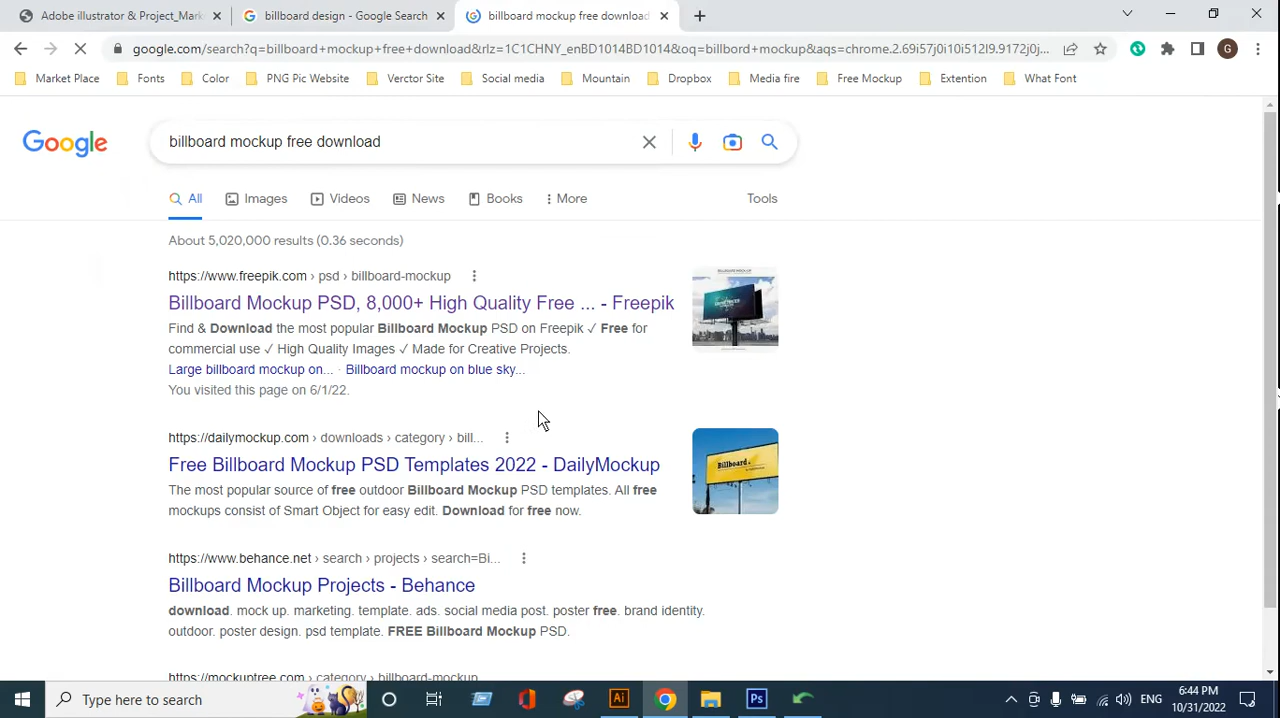 Adobe illustrator & Project_Mark
billboard design - Google Search
billboard mockup free download
google.com/search?q=billboard+mockup+free+download&rlz=1C1CHNY_enBD1014BD1014&oq=billbord+mockup&aqs=chrome.2.69i57j0i10i512l9.9172j0j...
G
Market Place
Fonts
Color
PNG Pic Website
Verctor Site
Social media
Mountain
Dropbox
Media fire
Free Mockup
Extention
What Font
Google
billboard mockup free download
All
Images
Videos
News
Books
More
Tools
About 5,020,000 results (0.36 seconds)
https://www.freepik.com › psd › billboard-mockup
Billboard Mockup PSD, 8,000+ High Quality Free ... - Freepik
Find & Download the most popular Billboard Mockup PSD on Freepik ✓ Free for
commercial use ✓ High Quality Images ✓ Made for Creative Projects.
Large billboard mockup on... · Billboard mockup on blue sky...
You visited this page on 6/1/22.
https://dailymockup.com › downloads › category › bill...
Free Billboard Mockup PSD Templates 2022 - DailyMockup
The most popular source of free outdoor Billboard Mockup PSD templates. All free
mockups consist of Smart Object for easy edit. Download for free now.
Billboard
https://www.behance.net › search › projects › search=Bi...
Billboard Mockup Projects - Behance
download. mock up. marketing. template. ads. social media post. poster free. brand identity.
outdoor. poster design. psd template. FREE Billboard Mockup PSD.
https://mockuptree.com › category › billboard-mockup
Type here to search
Ai
Ps
ENG
6:44 PM
10/31/2022